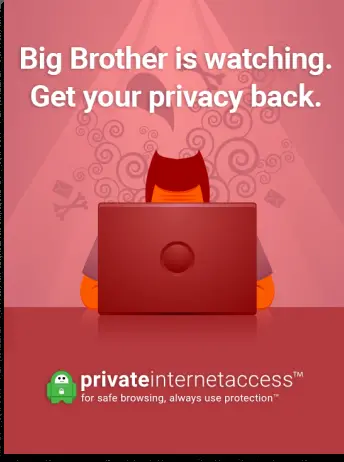 Big Brother is watching.
Get your privacy back.
privateinternetaccess™
for safe browsing, always use protection™